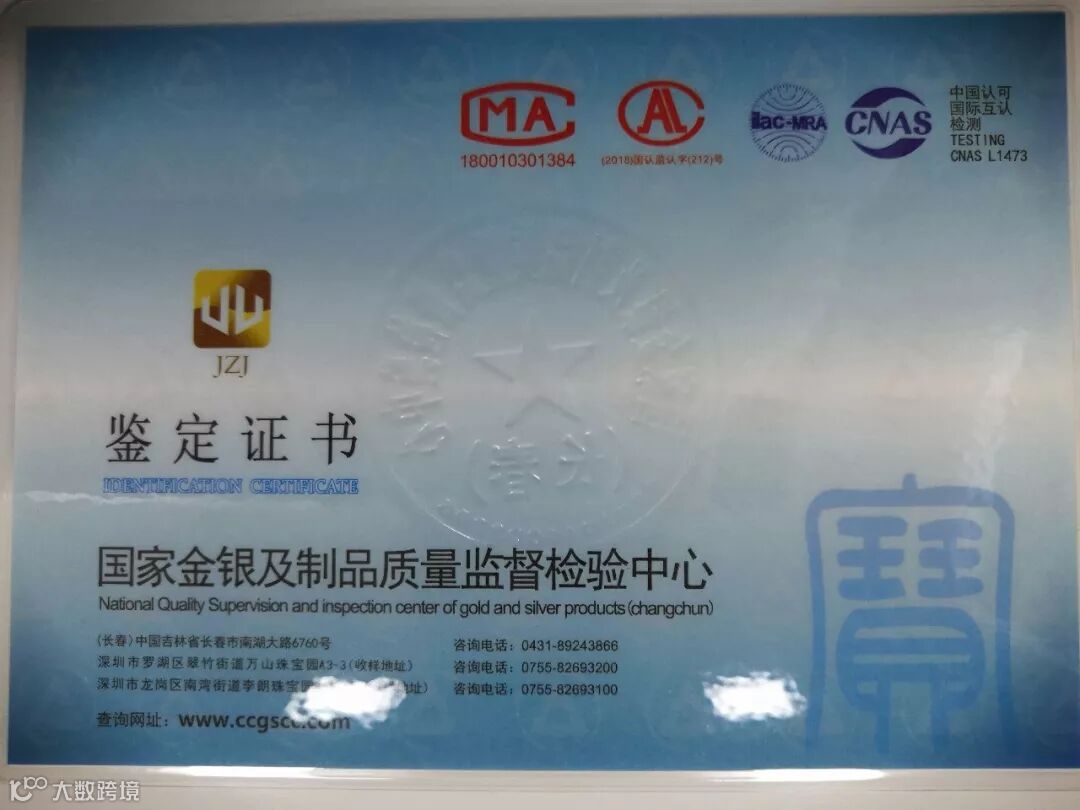 中国认可
国际互认
检测
TESTING
CNAS L1473
MA
180010301384
AL
(2018)国认监认字(212)号
ilac-MRA
CNAS
JZJ
鉴定证书
IDENTIFICATION CERTIFICATE
国家金银及制品质量监督检验中心
National Quality Supervision and inspection center of gold and silver products (changchun)
(长春)中国吉林省长春市南湖大路6760号
咨询电话：0431-89243866
深圳市罗湖区翠竹街道万山珠宝园A3-3(收样地址)
咨询电话：0755-82693200
深圳市龙岗区南湾街道李朗珠宝园 地址)
咨询电话：0755-82693100
查询网址：www.ccgsc .com
寶
大数跨境